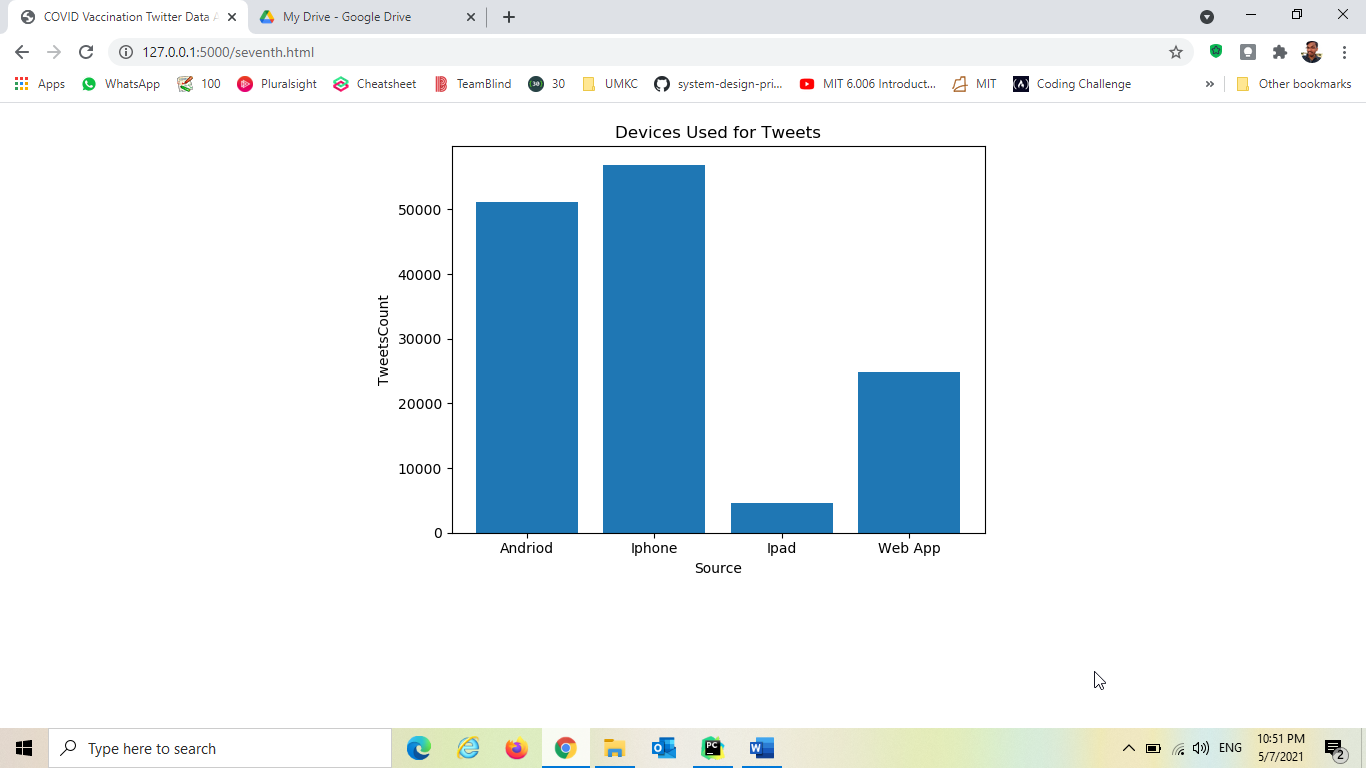 COVID Vaccination Twitter Data A
My Drive - Google Drive
127.0.0.1:5000/seventh.html
Apps
WhatsApp
100
Pluralsight
Cheatsheet
TeamBlind
30
30
UMKC
system-design-pri...
MIT 6.006 Introduct...
MIT
Coding Challenge
»
Other bookmarks
Devices Used for Tweets
TweetsCount
50000
40000
30000
20000
10000
0
Andriod
Iphone
Ipad
Web App
Source
Type here to search
PC
W
ENG
10:51 PM
5/7/2021
2